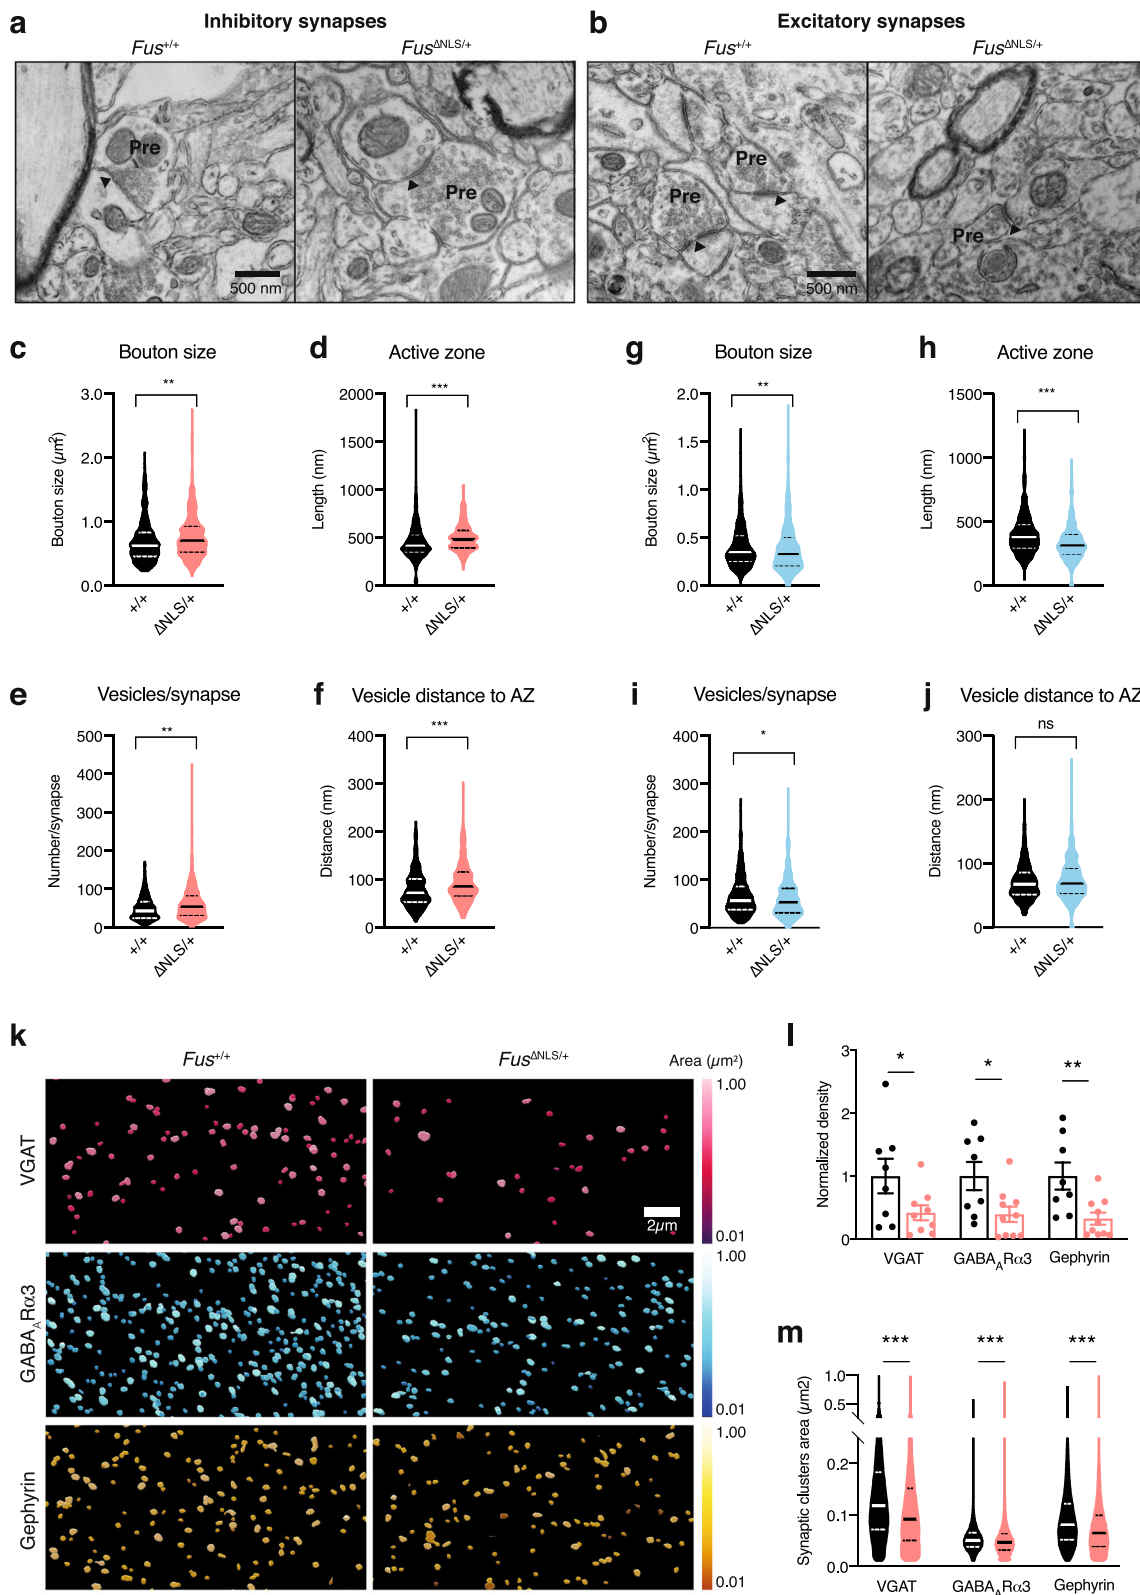 a Inhibitory synapses
Fus+/+ FusΔNLS/+
Pre
Pre
500 nm
b Excitatory synapses
Fus+/+ FusΔNLS/+
Pre
Pre
Pre
500 nm
c Bouton size
**
Bouton size (µm²)
3.0
2.0
1.0
0.0
+/+ ΔNLS/+
d Active zone
***
Length (nm)
2000
1500
1000
500
0
+/+ ΔNLS/+
g Bouton size
**
Bouton size (µm²)
2.0
1.5
1.0
0.5
0.0
+/+ ΔNLS/+
h Active zone
***
Length (nm)
1500
1000
500
0
+/+ ΔNLS/+
e Vesicles/synapse
**
Number/synapse
500
400
300
200
100
0
+/+ ΔNLS/+
f Vesicle distance to AZ
***
Distance (nm)
400
300
200
100
0
+/+ ΔNLS/+
i Vesicles/synapse
*
Number/synapse
400
300
200
100
0
+/+ ΔNLS/+
j Vesicle distance to AZ
ns
Distance (nm)
300
200
100
0
+/+ ΔNLS/+
k
Fus+/+ FusΔNLS/+ Area (µm²)
VGAT
2µm
1.00
0.01
GABAARα3
1.00
0.01
Gephyrin
1.00
0.01
l
Normalized density
3
2
1
0
* * **
VGAT GABAARα3 Gephyrin
m
*** *** ***
Synaptic clusters area (µm2)
1.0
0.5
0.2
0.1
0.0
VGAT GABAARα3 Gephyrin